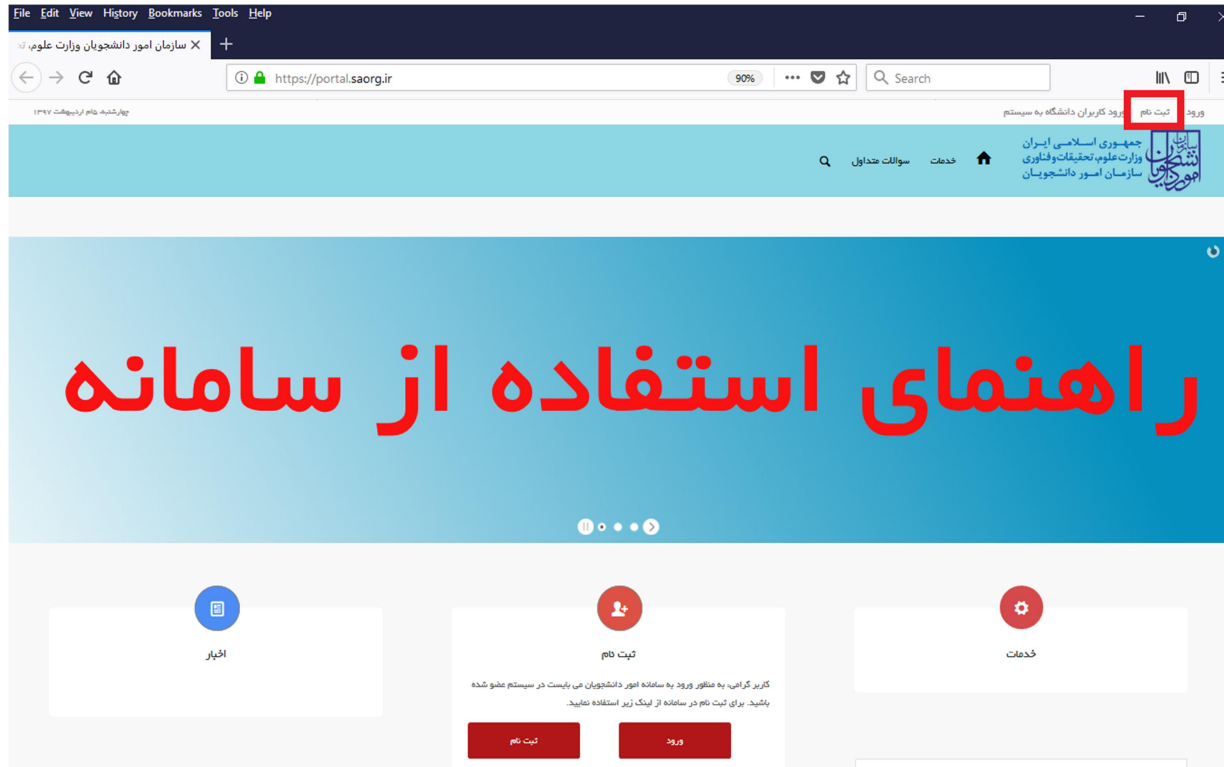 File Edit View History Bookmarks Tools Help
سازمان امور دانشجویان وزارت علوم،
https://portal.saorg.ir
90%
Search
ورود ثبت نام ورود کاربران دانشگاه به سیستم
چهارشنبه، ۵ام اردیبهشت ۱۳۹۷
سازمان امور دانشجویان
جمهوری اسلامی ایران
وزارت علوم، تحقیقات و فناوری
سازمان امور دانشجویان
خدمات سوالات متداول
راهنمای استفاده از سامانه
خدمات
ثبت نام
کاربر گرامی، به منظور ورود به سامانه امور دانشجویان می بایست در سیستم عضو شده
باشید. برای ثبت نام در سامانه از لینک زیر استفاده نمایید.
ورود
ثبت نام
اخبار